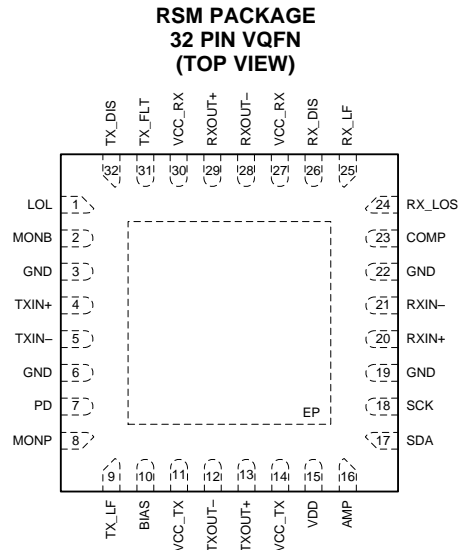 RSM PACKAGE
32 PIN VQFN
(TOP VIEW)
TX_DIS
TX_FLT
VCC_RX
RXOUT+
RXOUT–
VCC_RX
RX_DIS
RX_LF
32 31 30 29 28 27 26 25
LOL 1
MONB 2
GND 3
TXIN+ 4
TXIN– 5
GND 6
PD 7
MONP 8
24 RX_LOS
23 COMP
22 GND
21 RXIN–
20 RXIN+
19 GND
18 SCK
17 SDA
EP
9 10 11 12 13 14 15 16
TX_LF
BIAS
VCC_TX
TXOUT–
TXOUT+
VCC_TX
VDD
AMP